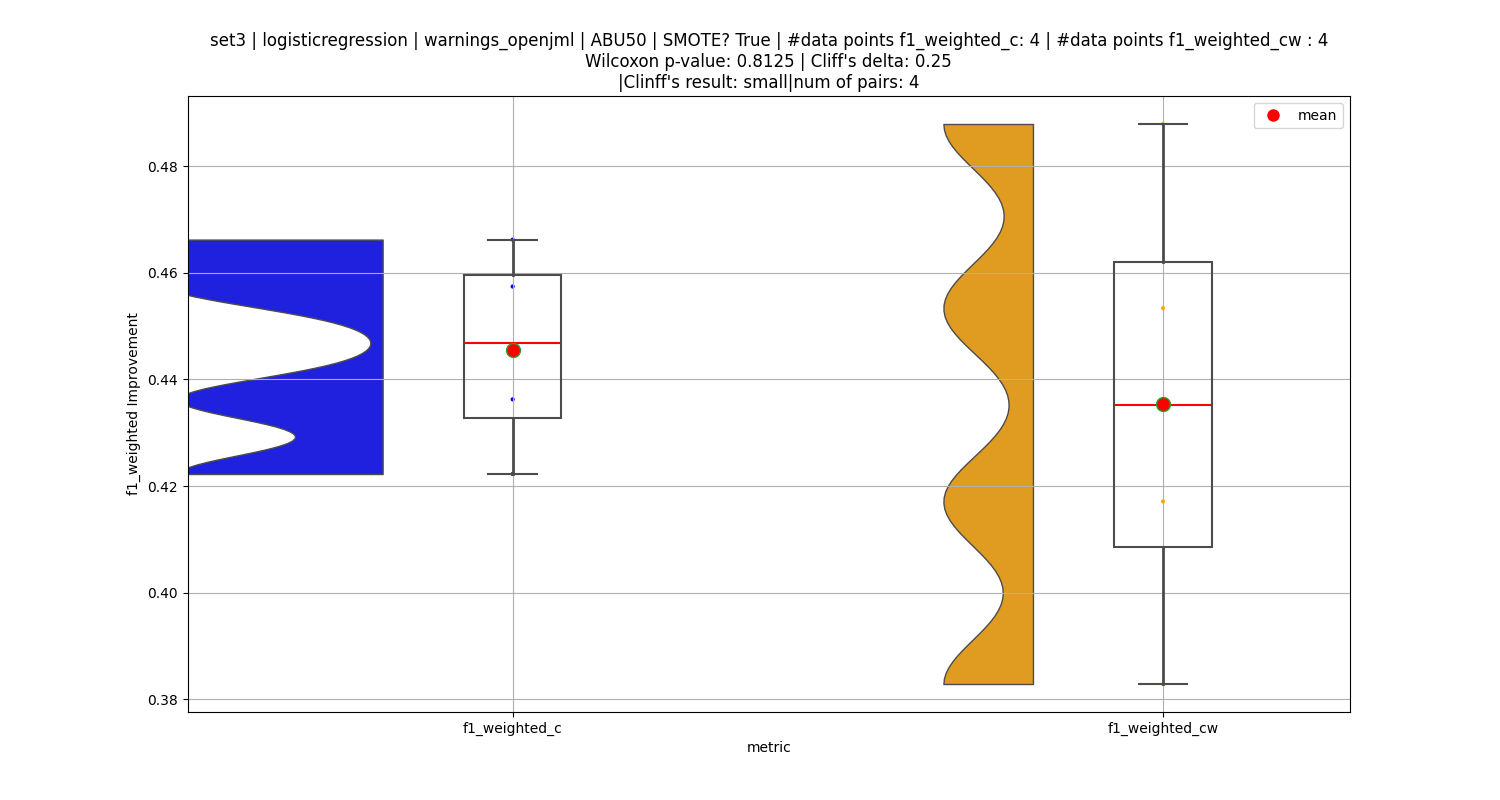 set3 | logisticregression | warnings_openjml | ABU50 | SMOTE? True | #data points f1_weighted_c: 4 | #data points f1_weighted_cw : 4
Wilcoxon p-value: 0.8125 | Cliff's delta: 0.25
|Clinff's result: small|num of pairs: 4
mean
0.48
0.46
0.44
0.42
0.40
0.38
f1_weighted Improvement
f1_weighted_c
f1_weighted_cw
metric